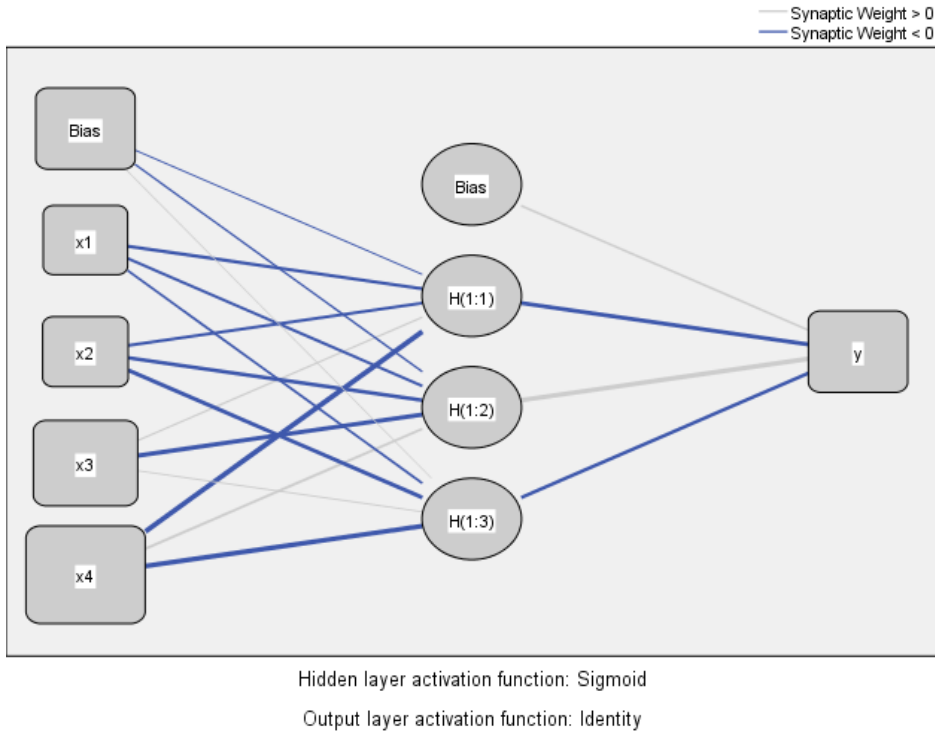 Synaptic Weight > 0
Synaptic Weight < 0
Bias
x1
x2
x3
x4
Bias
H(1:1)
H(1:2)
H(1:3)
y
Hidden layer activation function: Sigmoid
Output layer activation function: Identity